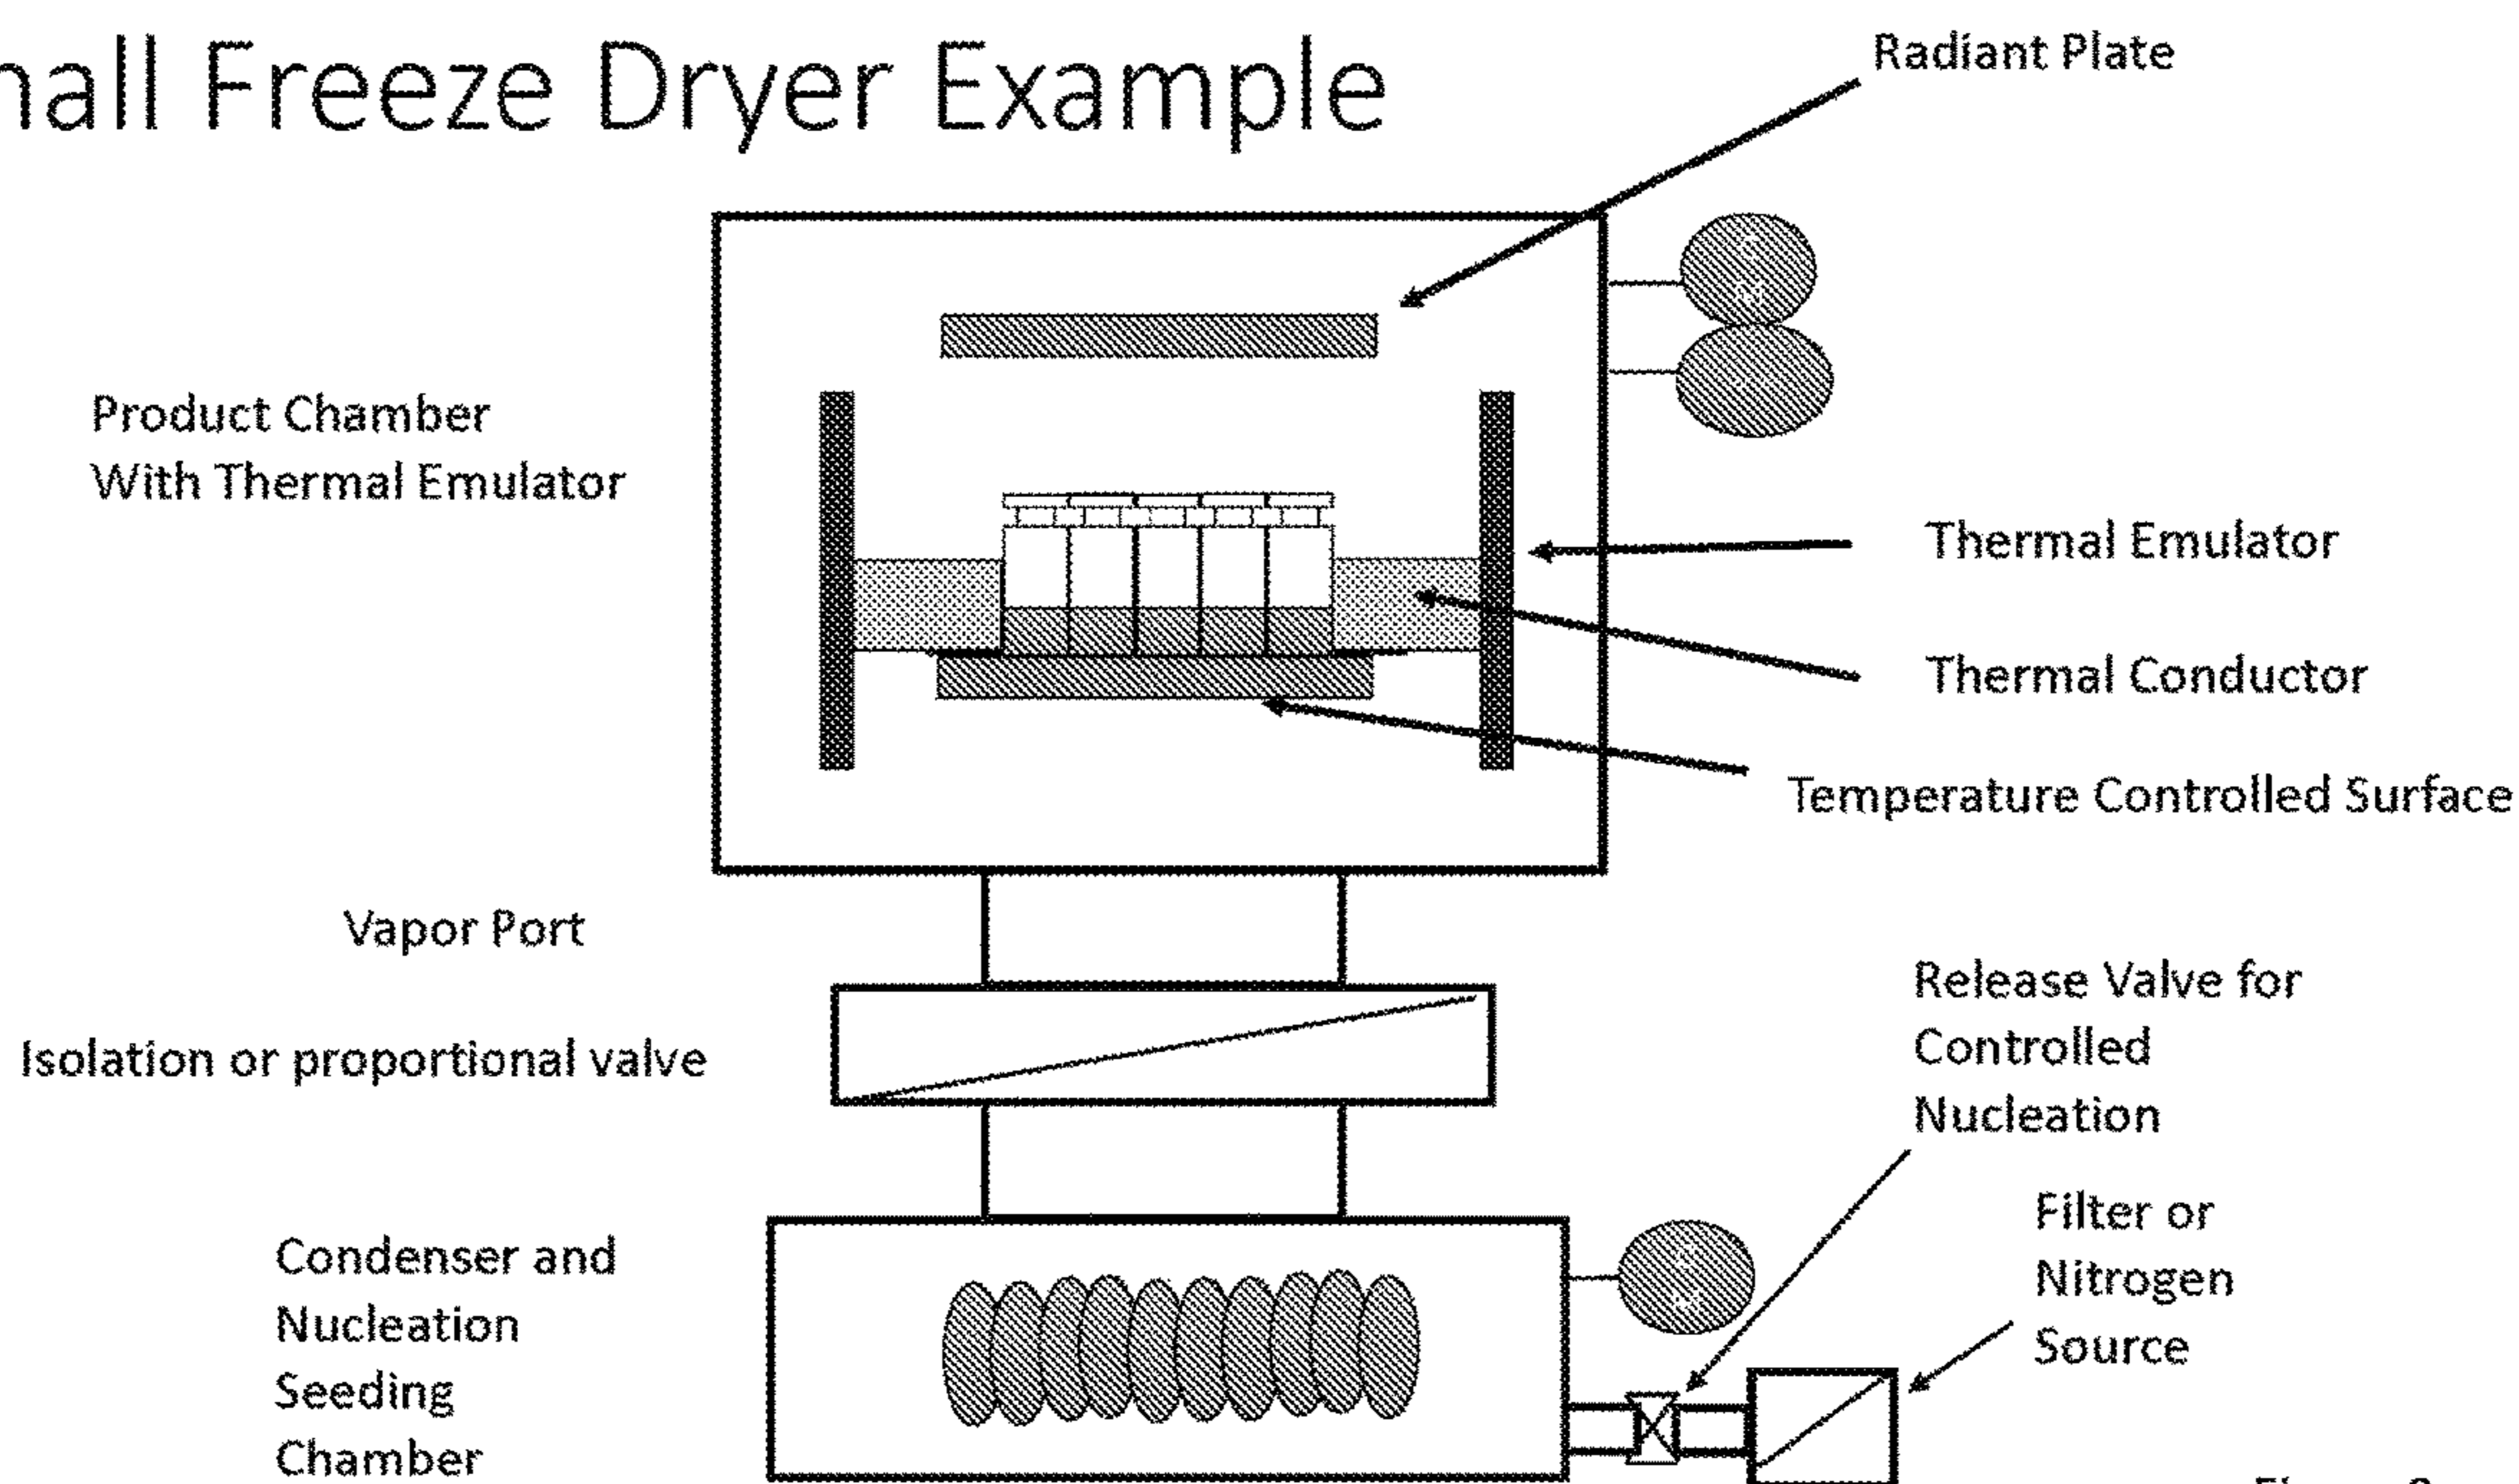 Freeze Dryer Example
Radiant Plate
Product Chamber
With Thermal Emulator
Thermal Emulator
Thermal Conductor
Temperature Controlled Surface
Vapor Port
Isolation or proportional valve
Release Valve for
Controlled
Nucleation
Filter or
Nitrogen
Source
Condenser and
Nucleation
Seeding
Chamber